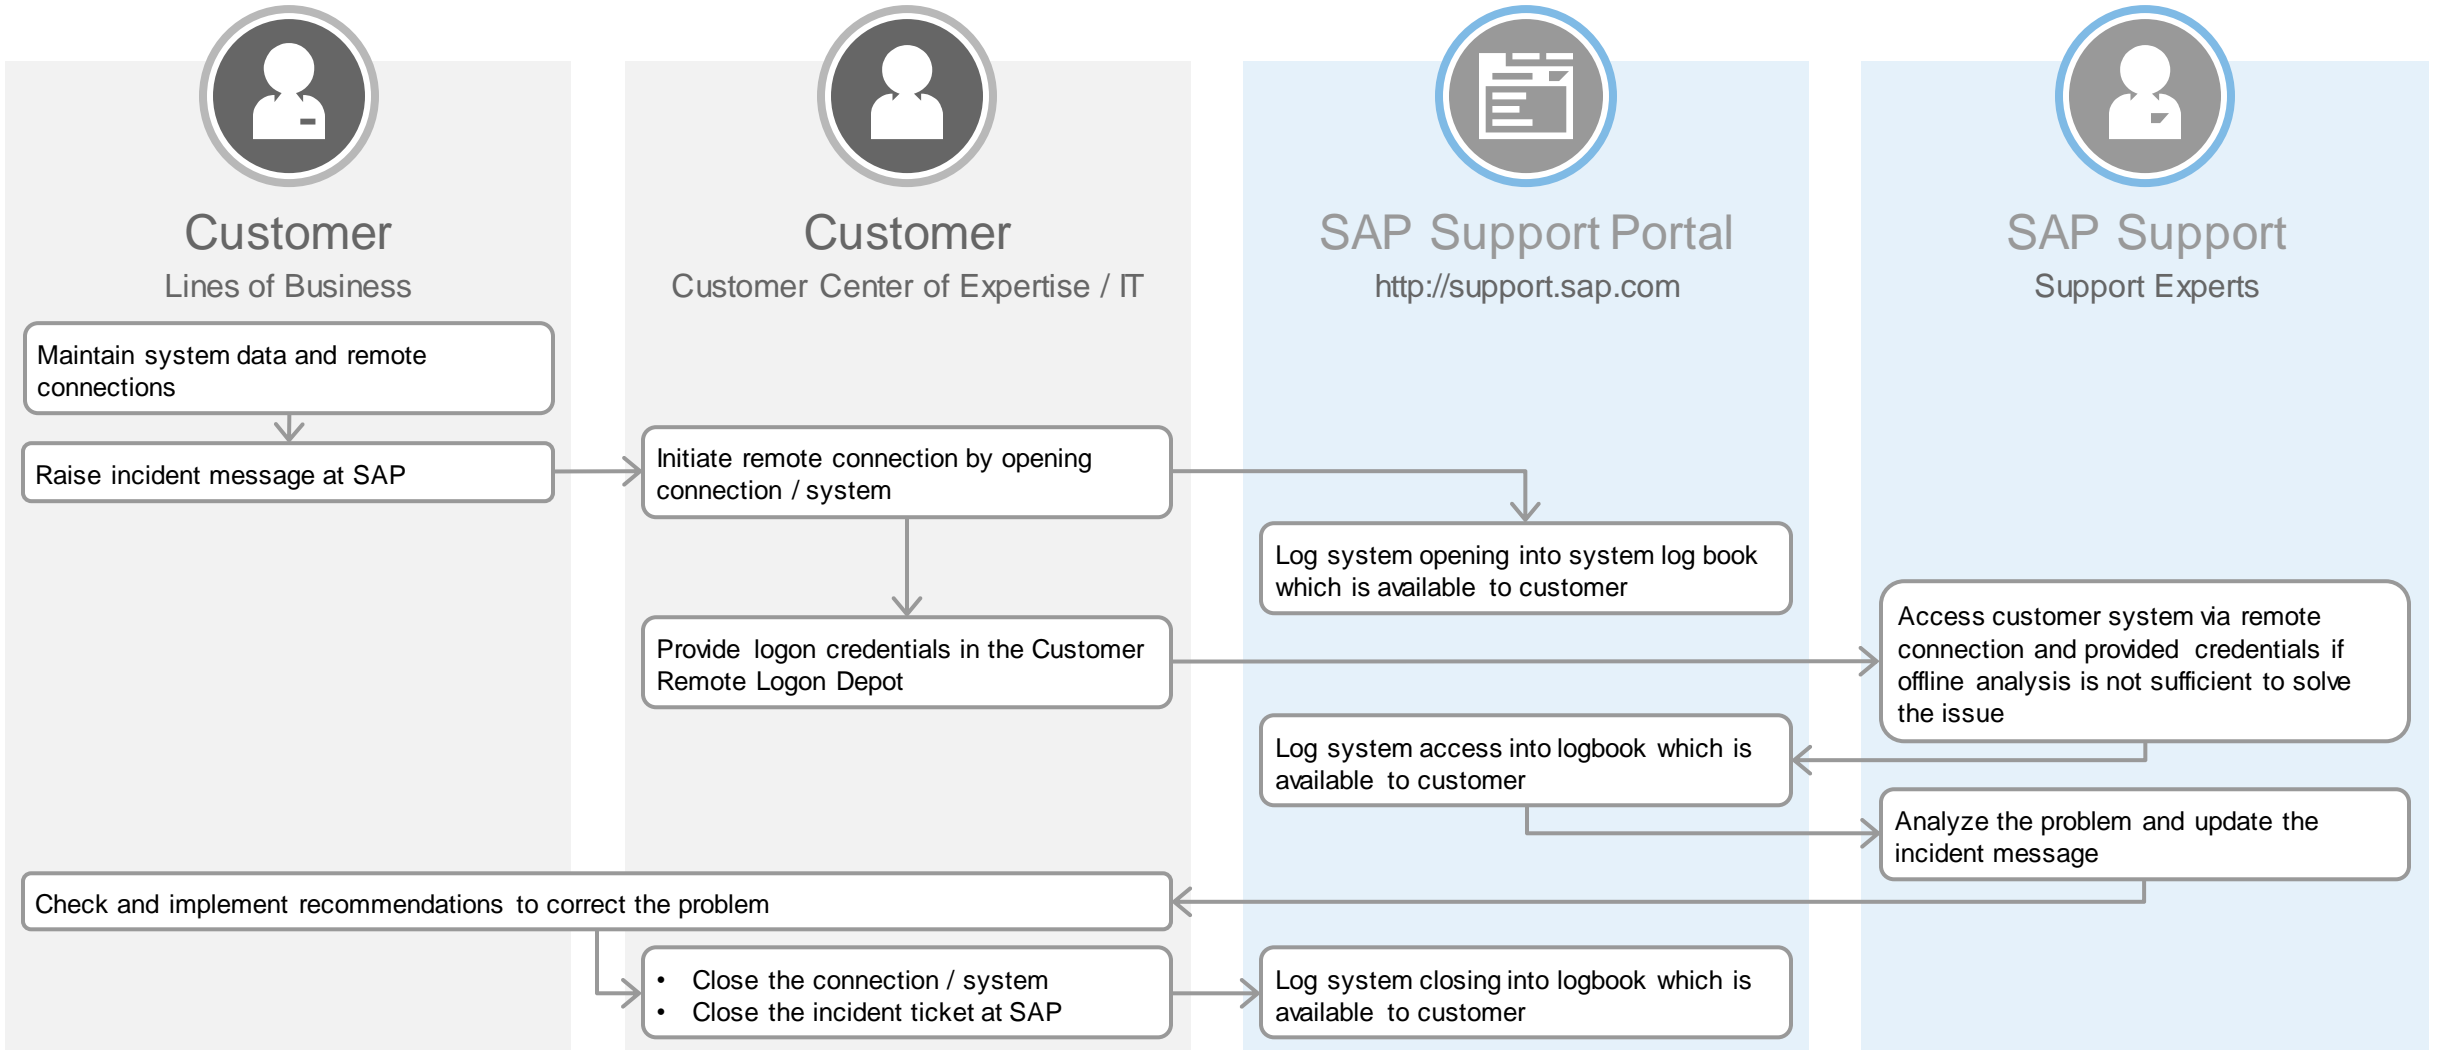 Customer
Lines of Business
Customer
Customer Center of Expertise / IT
SAP Support Portal
http://support.sap.com
SAP Support
Support Experts
Maintain system data and remote
connections
Raise incident message at SAP
Initiate remote connection by opening
connection / system
Log system opening into system log book
which is available to customer
Provide logon credentials in the Customer
Remote Logon Depot
Access customer system via remote
connection and provided credentials if
offline analysis is not sufficient to solve
the issue
Log system access into logbook which is
available to customer
Analyze the problem and update the
incident message
Check and implement recommendations to correct the problem
• Close the connection / system
• Close the incident ticket at SAP
Log system closing into logbook which is
available to customer